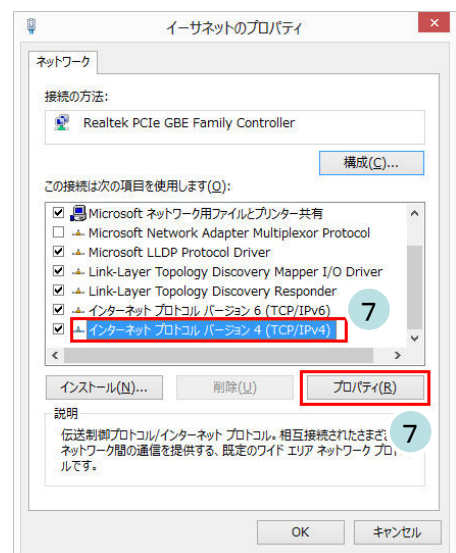 イーサネットのプロパティ
ネットワーク
接続の方法:
Realtek PCIe GBE Family Controller
構成(C)...
この接続は次の項目を使用します(O):
Microsoft ネットワーク用ファイルとプリンター共有
Microsoft Network Adapter Multiplexor Protocol
Microsoft LLDP Protocol Driver
Link-Layer Topology Discovery Mapper I/O Driver
Link-Layer Topology Discovery Responder
インターネット プロトコル バージョン 6 (TCP/IPv6)
7
インターネット プロトコル バージョン 4 (TCP/IPv4)
インストール(N)... 削除(U) プロパティ(R)
説明
伝送制御プロトコル/インターネット プロトコル。相互接続されたさまざ
7
ネットワーク間の通信を提供する、既定のワイド エリア ネットワーク プロ
ルです。
OK キャンセル